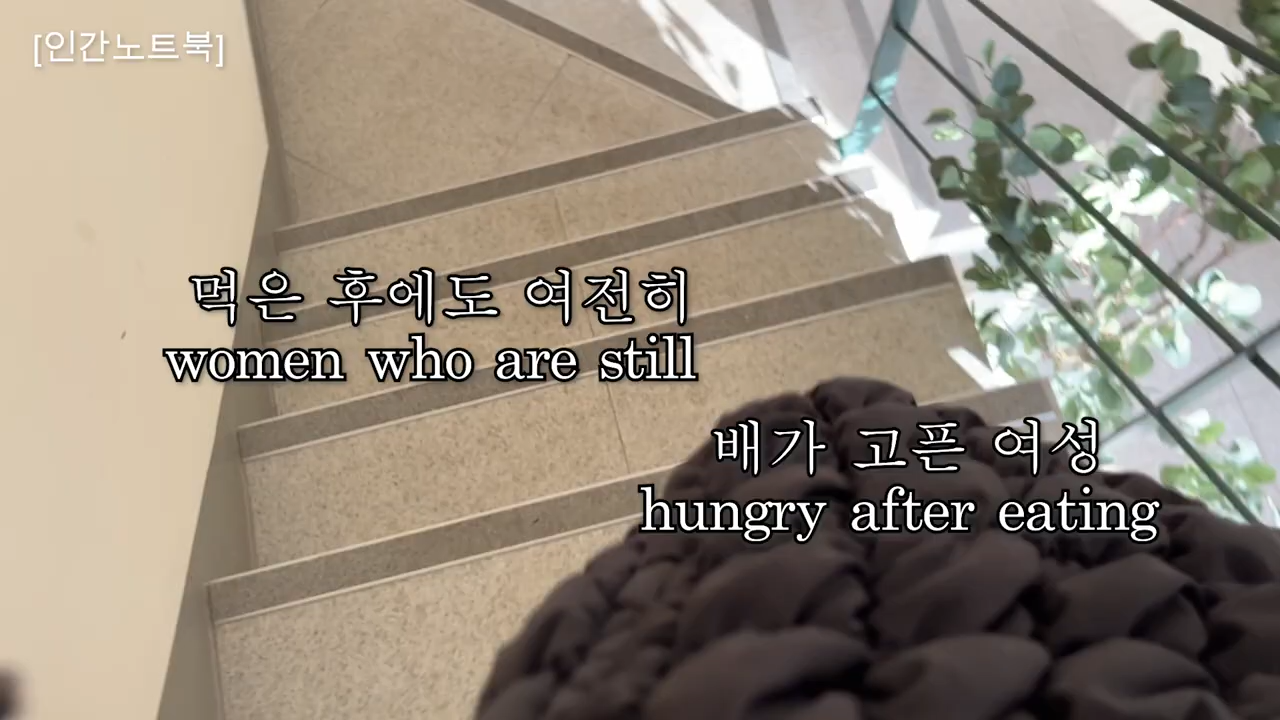 [인간노트북]
먹은 후에도 여전히
women who are still
배가 고픈 여성
hungry after eating